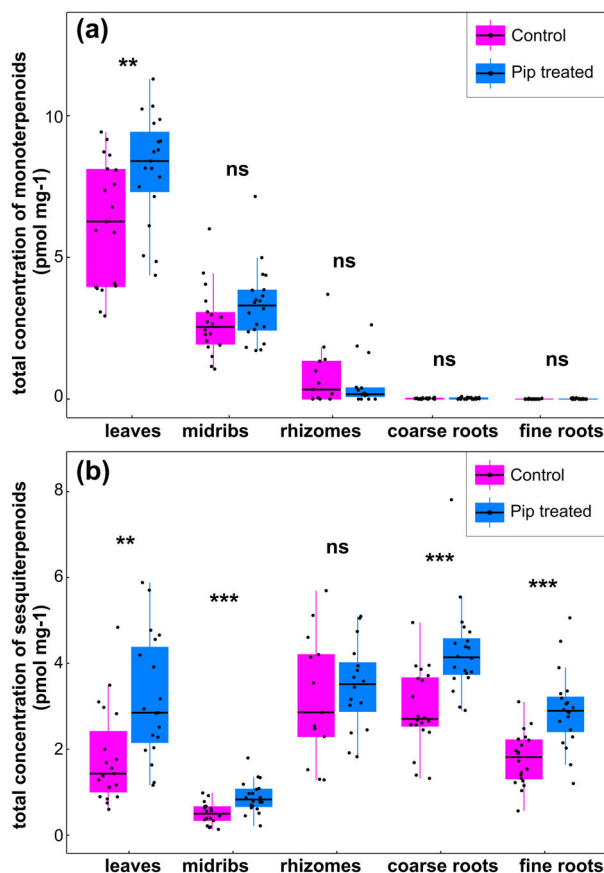 (a)
Control
Pip treated
total concentration of monoterpenoids
(pmol mg-1)
10
5
0
**
ns
ns
ns
ns
leaves midribs rhizomes coarse roots fine roots
(b)
Control
Pip treated
total concentration of sesquiterpenoids
(pmol mg-1)
8
6
4
2
0
**
***
ns
***
***
leaves midribs rhizomes coarse roots fine roots